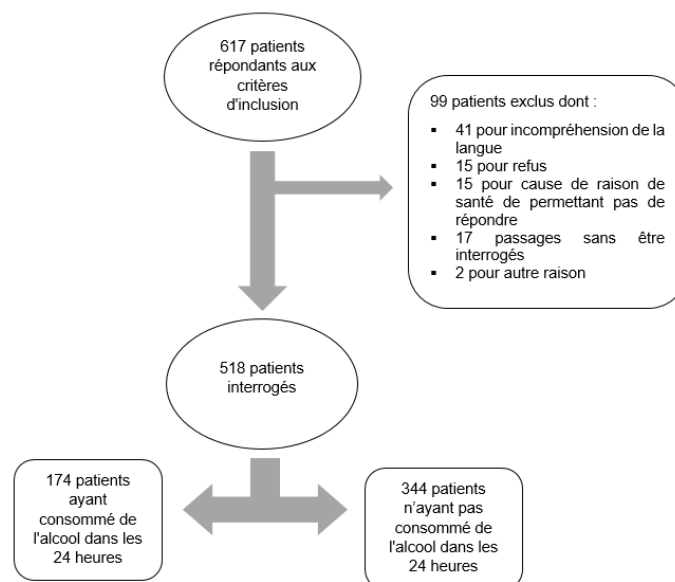 617 patients
répondants aux
critères
d'inclusion
99 patients exclus dont :
▪ 41 pour incompréhension de la
langue
▪ 15 pour refus
▪ 15 pour cause de raison de
santé de permettant pas de
répondre
▪ 17 passages sans être
interrogés
▪ 2 pour autre raison
518 patients
interrogés
174 patients
ayant
consommé de
l'alcool dans les
24 heures
344 patients
n'ayant pas
consommé de
l'alcool dans les
24 heures